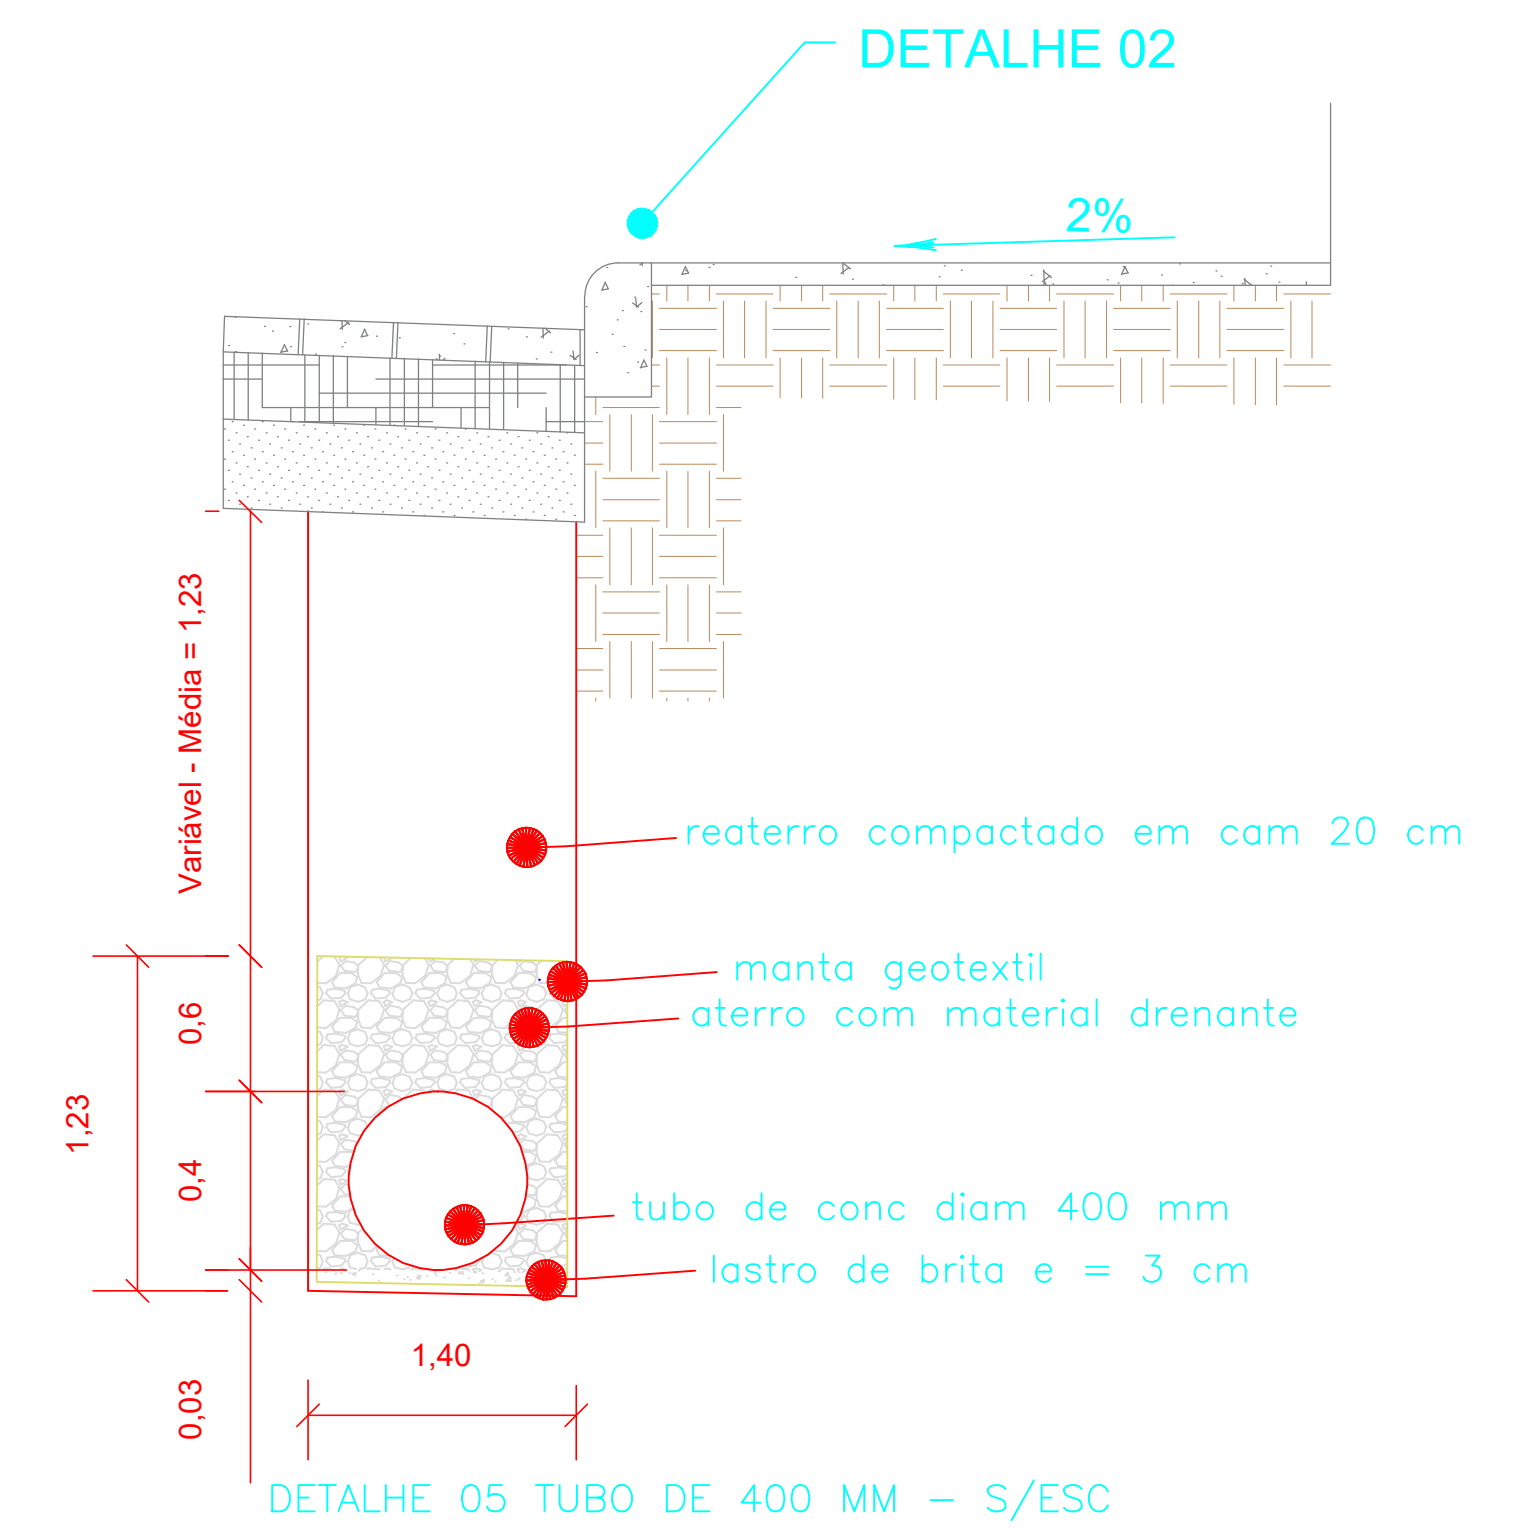 DETALHE 02
2%
Variável - Média = 1,23
reaterro compactado em cam 20 cm
manta geotextil
aterro com material drenante
0,6
1,23
0,4
tubo de conc diam 400 mm
lastro de brita e = 3 cm
1,40
0,03
DETALHE 05 TUBO DE 400 MM - S/ESC